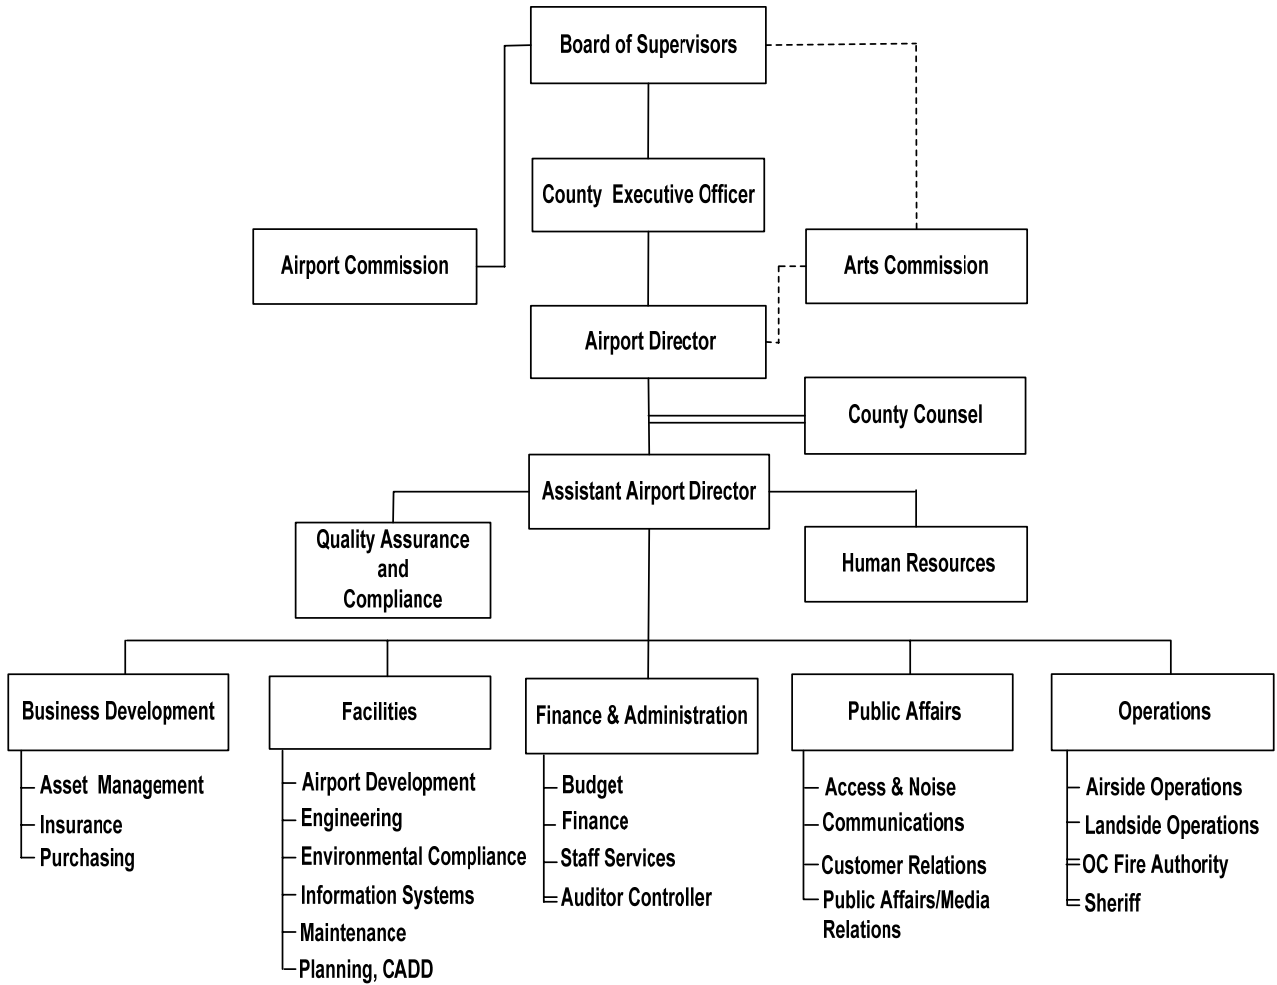 Board of Supervisors
County Executive Officer
Airport Commission
Arts Commission
Airport Director
County Counsel
Assistant Airport Director
Quality Assurance
and
Compliance
Human Resources
Business Development
Asset Management
Insurance
Purchasing
Facilities
Airport Development
Engineering
Environmental Compliance
Information Systems
Maintenance
Planning, CADD
Finance & Administration
Budget
Finance
Staff Services
Auditor Controller
Public Affairs
Access & Noise
Communications
Customer Relations
Public Affairs/Media
Relations
Operations
Airside Operations
Landside Operations
OC Fire Authority
Sheriff